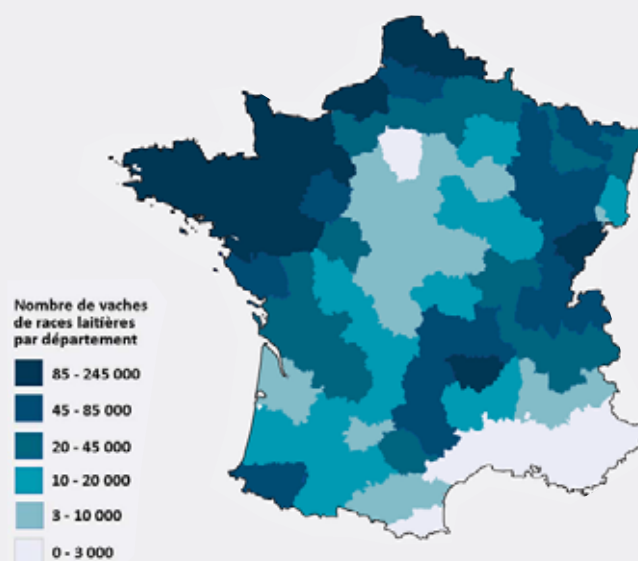 Nombre de vaches
de races laitières
par département
85 - 245 000
45 - 85 000
20 - 45 000
10 - 20 000
3 - 10 000
0 - 3 000